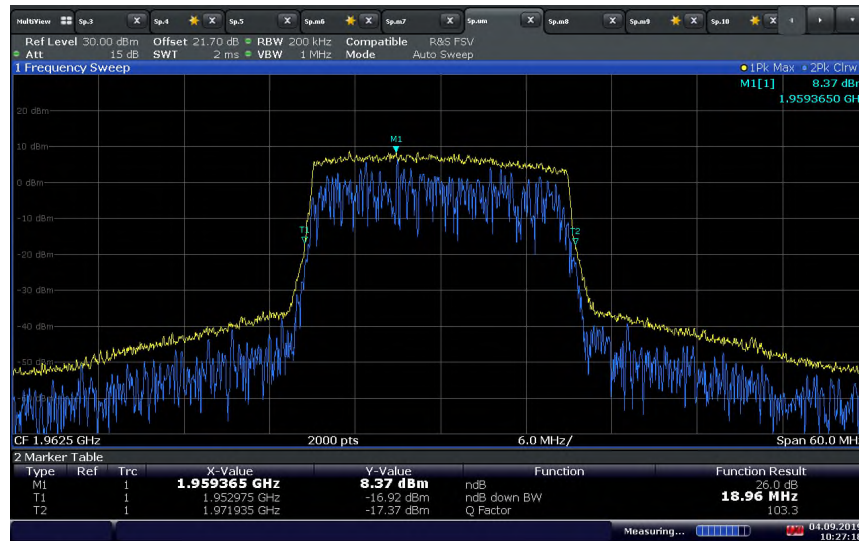 MultiView Sp.3 X Sp.4 X Sp.5 X Sp.m6 X Sp.m7 X Sp.um X Sp.m8 X Sp.m9 X Sp.10 X
Ref Level 30.00 dBm Offset 21.70 dB RBW 200 kHz Compatible R&S FSV
Att 15 dB SWT 2 ms VBW 1 MHz Mode Auto Sweep
1 Frequency Sweep 1Pk Max 2Pk Clrw
M1[1] 8.37 dBm
1.9593650 GH
20 dBm
M1
10 dBm
0 dBm
-10 dBm
T1 T2
-20 dBm
-30 dBm
-40 dBm
-50 dBm
CF 1.9625 GHz 2000 pts 6.0 MHz/ Span 60.0 MH
2 Marker Table
Type Ref Trc X-Value Y-Value Function Function Result
M1 1 1.959365 GHz 8.37 dBm ndB 26.0 dB
T1 1 1.952975 GHz -16.92 dBm ndB down BW 18.96 MHz
T2 1 1.971935 GHz -17.37 dBm Q Factor 103.3
Measuring... 04.09.2019
10:27:18